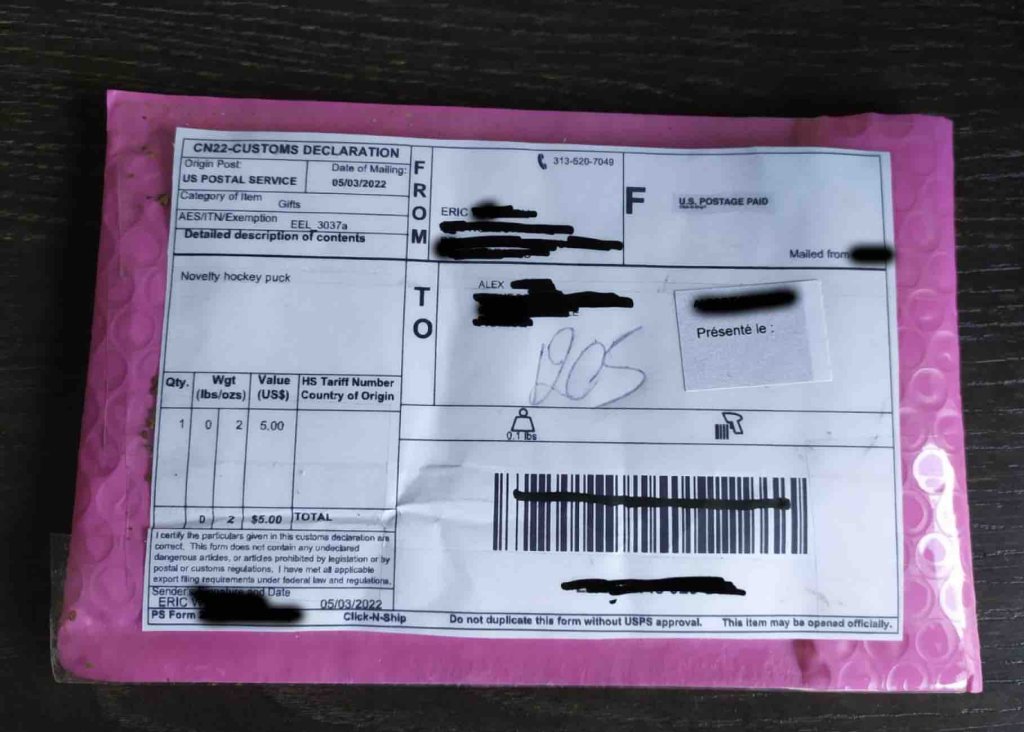 CN22-CUSTOMS DECLARATION
Origin Post:
US POSTAL SERVICE
Date of Mailing:
05/03/2022
Category of Item
Gifts
AES/ITN/Exemption
EEL 3037a
Detailed description of contents
Novelty hockey puck
Qty.
Wgt
(lbs/ozs)
Value
(US$)
HS Tariff Number
Country of Origin
1 0 2 5.00
0 2 $5.00 TOTAL
I certify the particulars given in this customs declaration are
correct. This form does not contain any undeclared
dangerous articles, or articles prohibited by legislation or by
postal or customs regulations. I have met all applicable
export filing requirements under federal law and regulations.
Sender's Signature and Date
ERIC
05/03/2022
PS Form
Click-N-Ship
Do not duplicate this form without USPS approval.
This item may be opened officially.
FROM
313-520-7049
ERIC
F
U.S. POSTAGE PAID
Mailed from
TO
ALEX
1205
Présenté le :
0.1 lbs